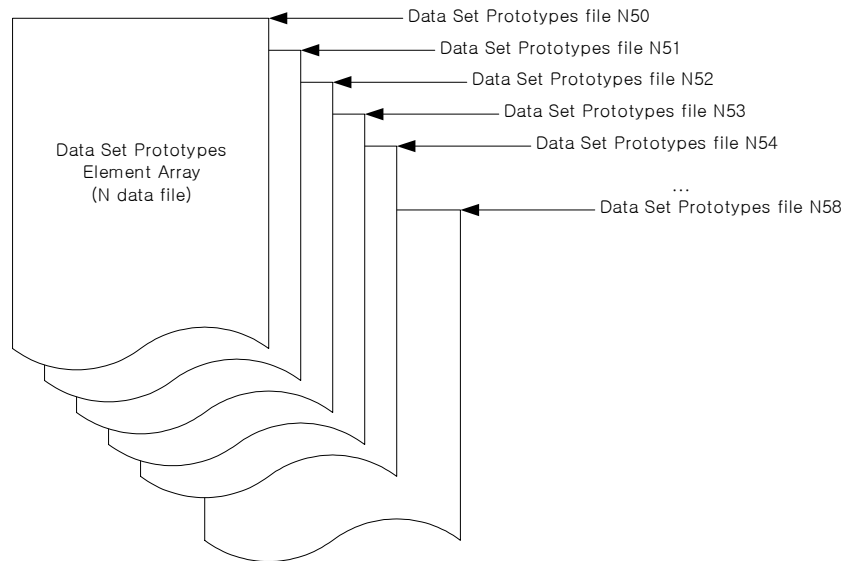 Data Set Prototypes file N50
Data Set Prototypes file N51
Data Set Prototypes file N52
Data Set Prototypes file N53
Data Set Prototypes file N54
...
Data Set Prototypes file N58
Data Set Prototypes
Element Array
(N data file)